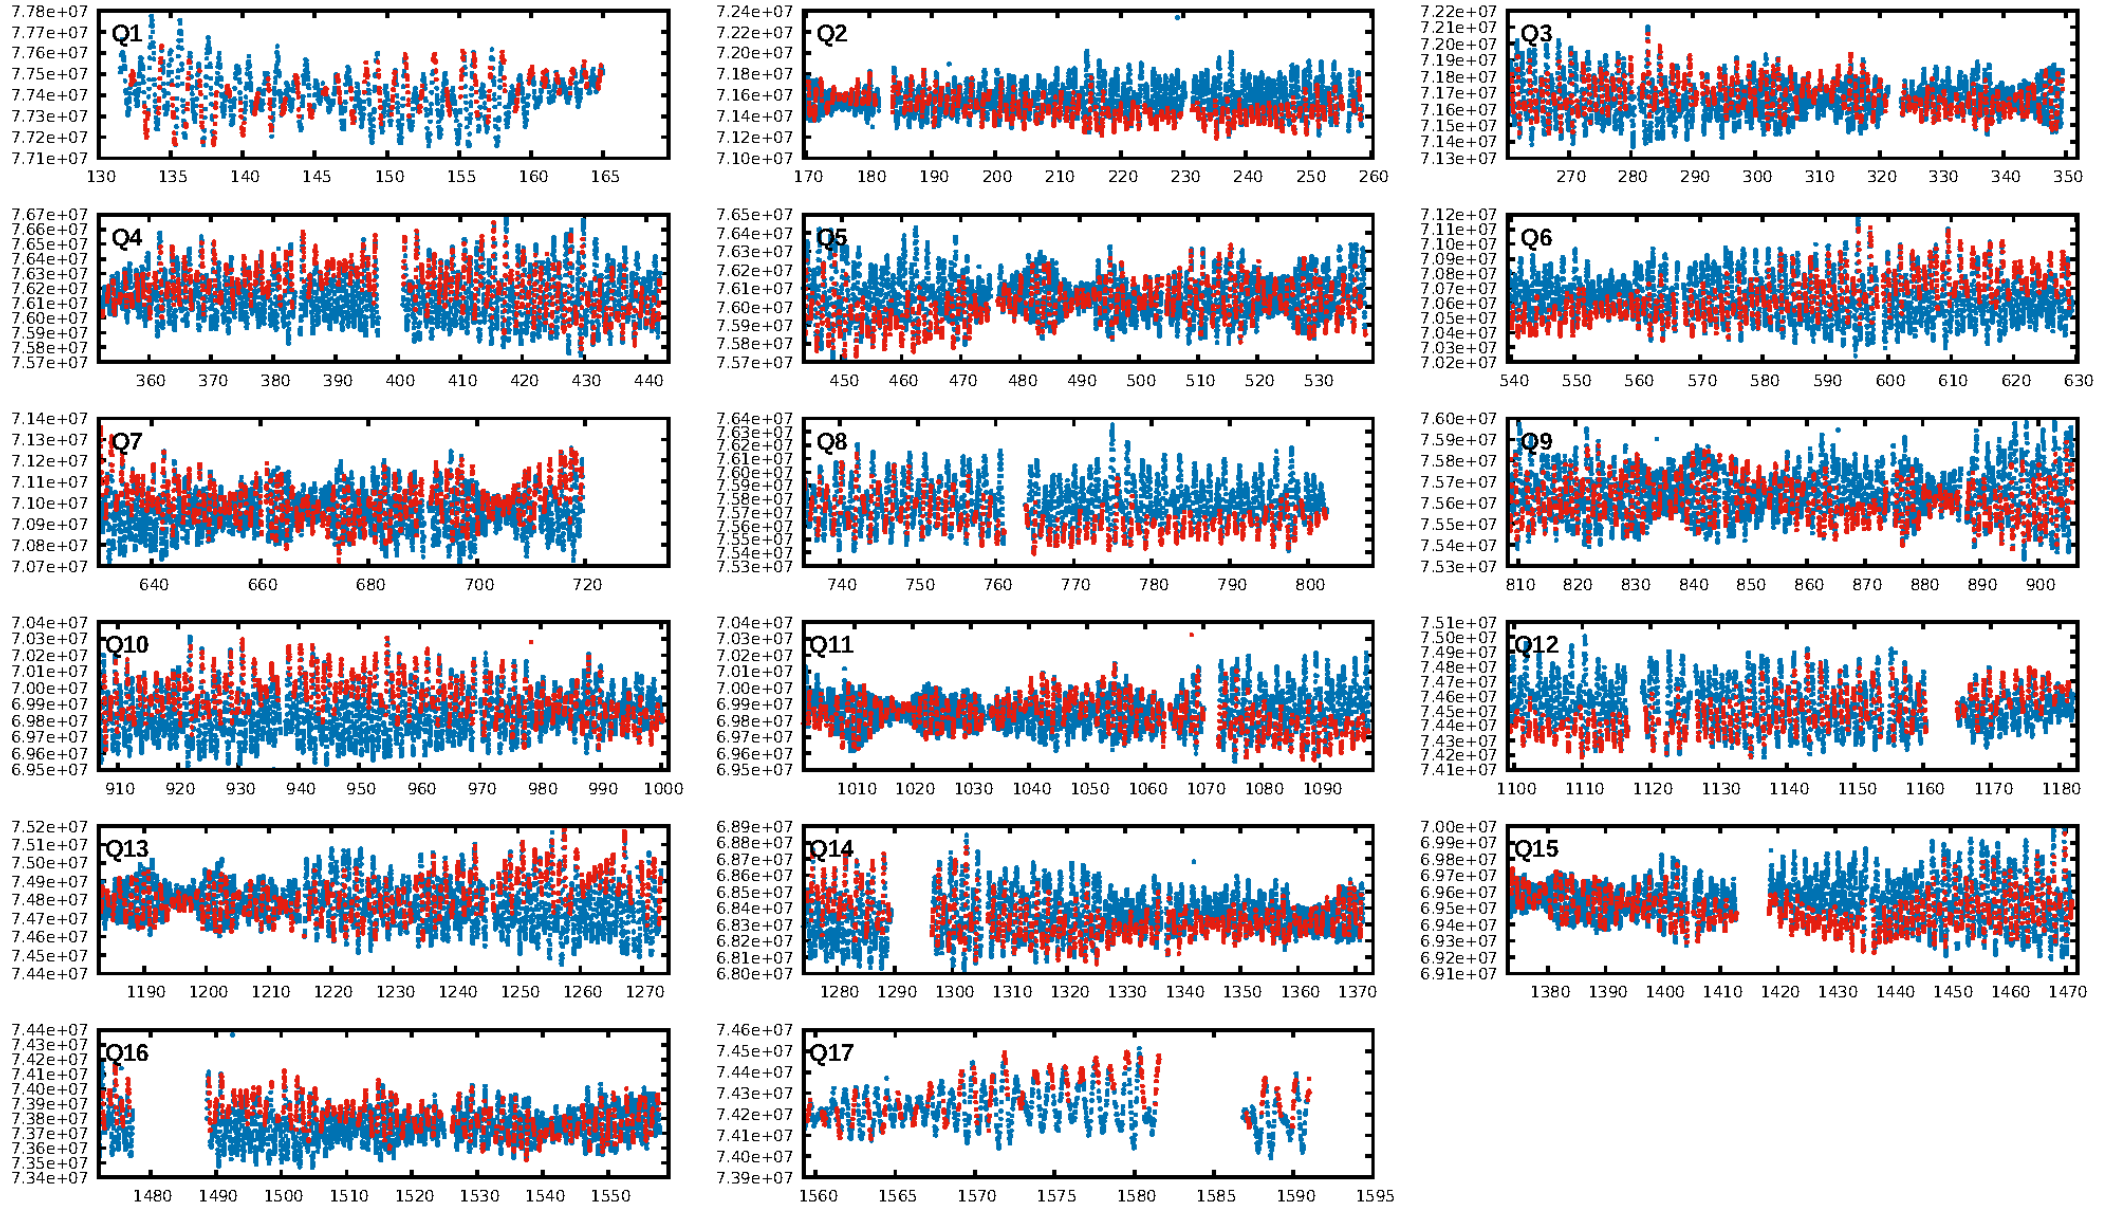 7.78e+07
7.77e+07
7.76e+07
7.75e+07
7.74e+07
7.73e+07
7.72e+07
7.71e+07
Q1
130 135 140 145 150 155 160 165
7.24e+07
7.22e+07
7.20e+07
7.18e+07
7.16e+07
7.14e+07
7.12e+07
7.10e+07
Q2
170 180 190 200 210 220 230 240 250 260
7.22e+07
7.21e+07
7.20e+07
7.19e+07
7.18e+07
7.17e+07
7.16e+07
7.15e+07
7.14e+07
7.13e+07
Q3
270 280 290 300 310 320 330 340 350
7.67e+07
7.66e+07
7.65e+07
7.64e+07
7.63e+07
7.62e+07
7.61e+07
7.60e+07
7.59e+07
7.58e+07
7.57e+07
Q4
360 370 380 390 400 410 420 430 440
7.65e+07
7.64e+07
7.63e+07
7.62e+07
7.61e+07
7.60e+07
7.59e+07
7.58e+07
7.57e+07
Q5
450 460 470 480 490 500 510 520 530
7.12e+07
7.11e+07
7.10e+07
7.09e+07
7.08e+07
7.07e+07
7.06e+07
7.05e+07
7.04e+07
7.03e+07
7.02e+07
Q6
540 550 560 570 580 590 600 610 620 630
7.14e+07
7.13e+07
7.12e+07
7.11e+07
7.10e+07
7.09e+07
7.08e+07
7.07e+07
Q7
640 660 680 700 720
7.64e+07
7.63e+07
7.62e+07
7.61e+07
7.60e+07
7.59e+07
7.58e+07
7.57e+07
7.56e+07
7.55e+07
7.54e+07
7.53e+07
Q8
740 750 760 770 780 790 800
7.60e+07
7.59e+07
7.58e+07
7.57e+07
7.56e+07
7.55e+07
7.54e+07
7.53e+07
Q9
810 820 830 840 850 860 870 880 890 900
7.04e+07
7.03e+07
7.02e+07
7.01e+07
7.00e+07
6.99e+07
6.98e+07
6.97e+07
6.96e+07
6.95e+07
Q10
910 920 930 940 950 960 970 980 990 1000
7.04e+07
7.03e+07
7.02e+07
7.01e+07
7.00e+07
6.99e+07
6.98e+07
6.97e+07
6.96e+07
6.95e+07
Q11
1010 1020 1030 1040 1050 1060 1070 1080 1090
7.51e+07
7.50e+07
7.49e+07
7.48e+07
7.47e+07
7.46e+07
7.45e+07
7.44e+07
7.43e+07
7.42e+07
7.41e+07
Q12
1100 1110 1120 1130 1140 1150 1160 1170 1180
7.52e+07
7.51e+07
7.50e+07
7.49e+07
7.48e+07
7.47e+07
7.46e+07
7.45e+07
7.44e+07
Q13
1190 1200 1210 1220 1230 1240 1250 1260 1270
6.89e+07
6.88e+07
6.87e+07
6.86e+07
6.85e+07
6.84e+07
6.83e+07
6.82e+07
6.81e+07
6.80e+07
Q14
1280 1290 1300 1310 1320 1330 1340 1350 1360 1370
7.00e+07
6.99e+07
6.98e+07
6.97e+07
6.96e+07
6.95e+07
6.94e+07
6.93e+07
6.92e+07
6.91e+07
Q15
1380 1390 1400 1410 1420 1430 1440 1450 1460 1470
7.44e+07
7.43e+07
7.42e+07
7.41e+07
7.40e+07
7.39e+07
7.38e+07
7.37e+07
7.36e+07
7.35e+07
7.34e+07
Q16
1480 1490 1500 1510 1520 1530 1540 1550
7.46e+07
7.45e+07
7.44e+07
7.43e+07
7.42e+07
7.41e+07
7.40e+07
7.39e+07
Q17
1560 1565 1570 1575 1580 1585 1590 1595